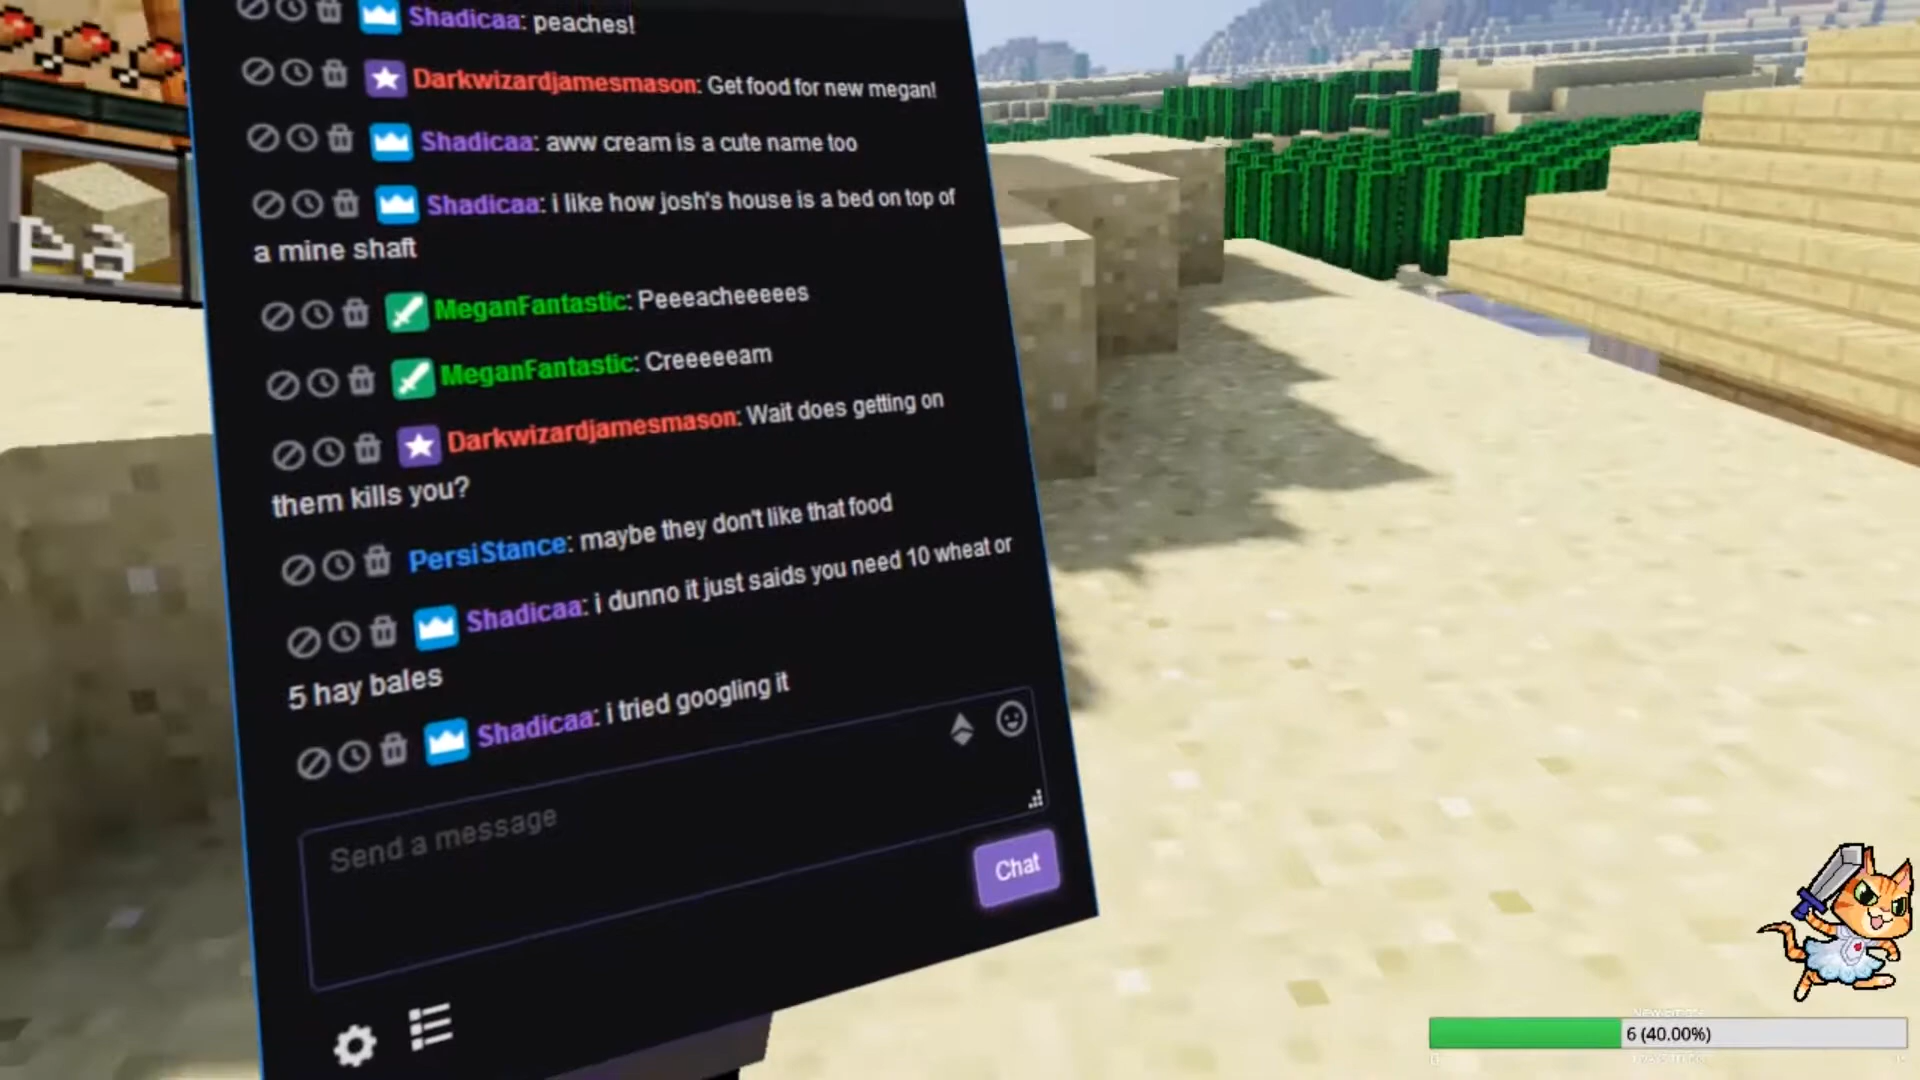 Shadicaa: peaches!
Darkwizardjamesmason: Get food for new megan!
Shadicaa: aww cream is a cute name too
Shadicaa: i like how josh's house is a bed on top of
a mine shaft
MeganFantastic: Peeeacheeeees
MeganFantastic: Creeeeeam
Darkwizardjamesmason: Wait does getting on
them kills you?
PersiStance: maybe they don't like that food
Shadicaa: i dunno it just saids you need 10 wheat or
5 hay bales
Shadicaa: i tried googling it
Send a message
Chat
6 (40.00%)